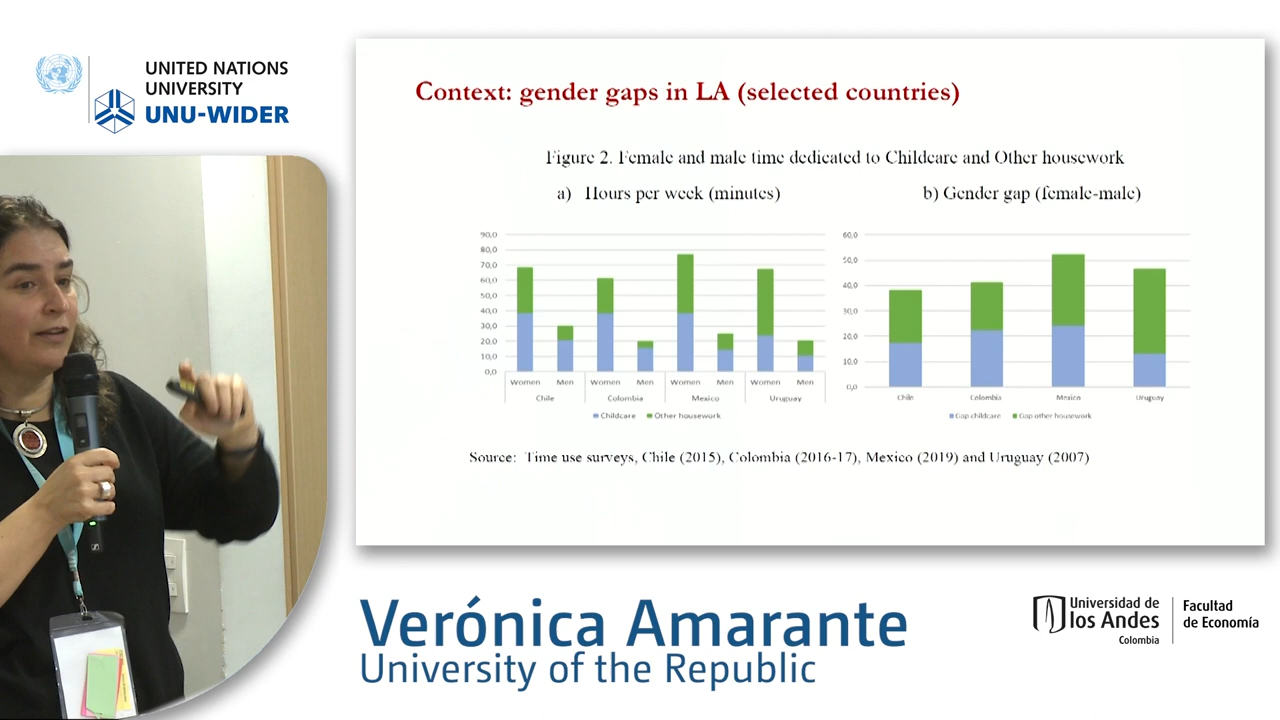 UNITED NATIONS
UNIVERSITY
UNU-WIDER
Context: gender gaps in LA (selected countries)
Figure 2. Female and male time dedicated to Childcare and Other housework
a) Hours per week (minutes)
b) Gender gap (female-male)
90,0
80,0
70,0
60,0
50,0
40,0
30,0
20,0
10,0
0,0
Women Men Women Men Women Men Women Men
Chile Colombia Mexico Uruguay
Childcare Other housework
60,0
50,0
40,0
30,0
20,0
10,0
0,0
Chile Colombia Mexico Uruguay
Gap childcare Gap other housework
Source: Time use surveys, Chile (2015), Colombia (2016-17), Mexico (2019) and Uruguay (2007)
Verónica Amarante
University of the Republic
Universidad de
los Andes
Colombia
Facultad
de Economía